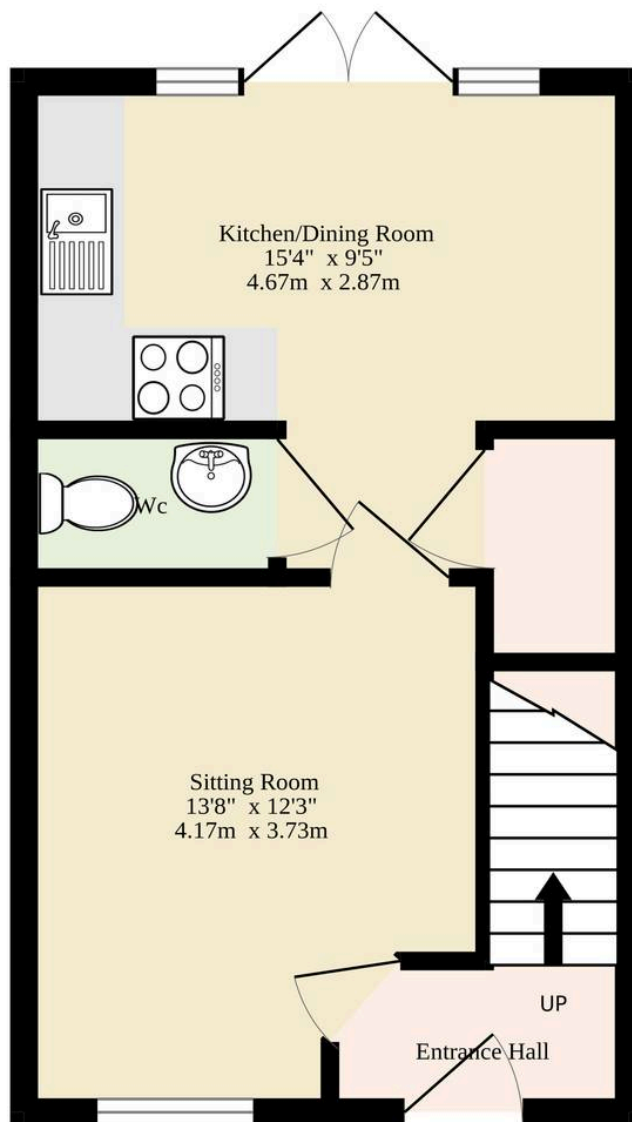 Kitchen/Dining Room
15'4" x 9'5"
4.67m x 2.87m
Wc
Sitting Room
13'8" x 12'3"
4.17m x 3.73m
UP
Entrance Hall